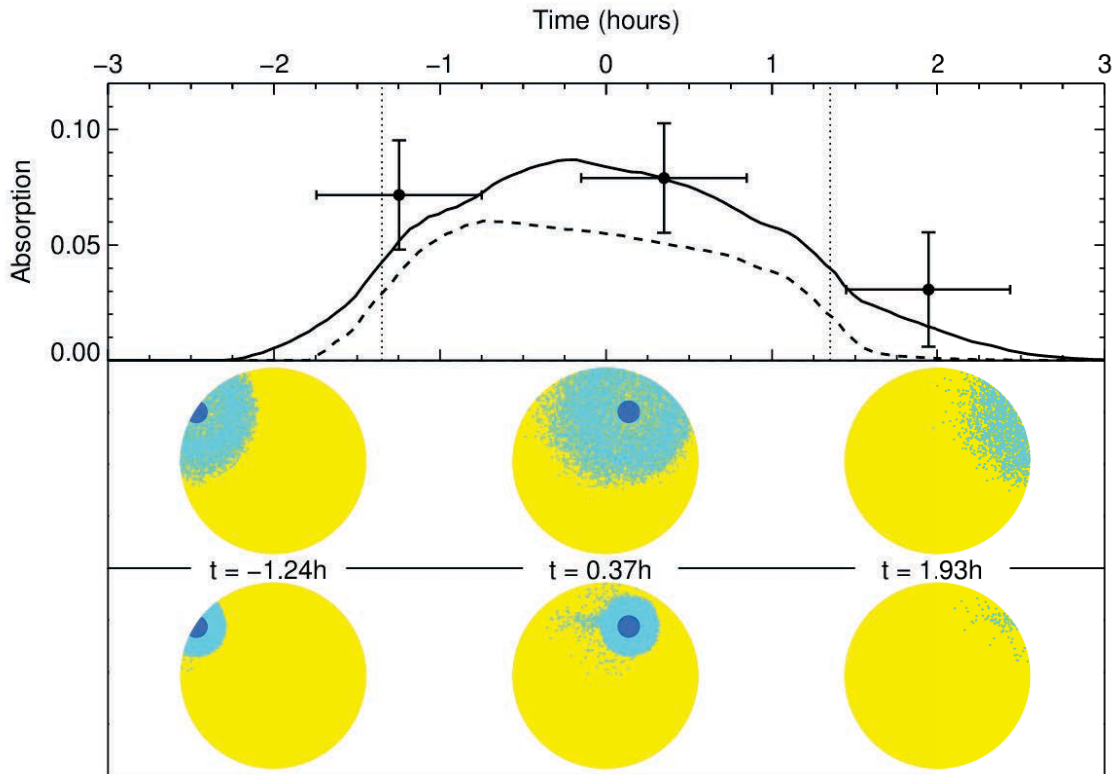 Time (hours)
−3 −2 −1 0 1 2 3
Absorption
0.10
0.05
0.00
t = −1.24h t = 0.37h t = 1.93h